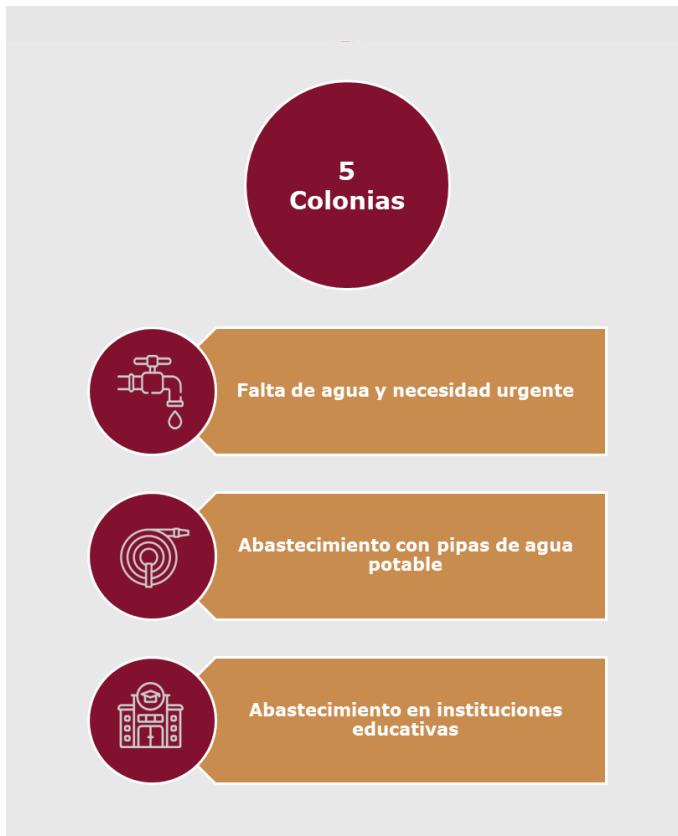 5
Colonias
Falta de agua y necesidad urgente
Abastecimiento con pipas de agua
potable
Abastecimiento en instituciones
educativas